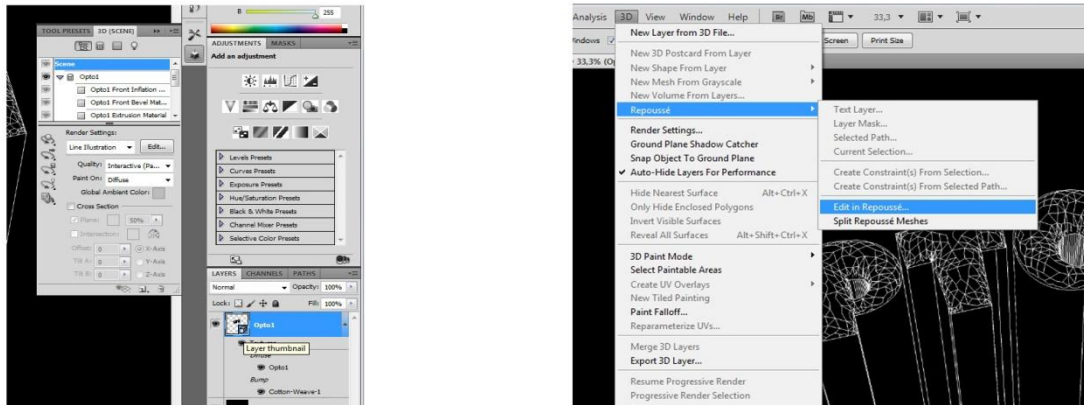 B 255
TOOL PRESETS 3D {SCENE}
Scene
Opto1
Opto1 Front Inflation ...
Opto1 Front Bevel Mat...
Opto1 Extrusion Material
Render Settings:
Line Illustration Edit...
Quality: Interactive (Pa...
Paint On: Diffuse
Global Ambient Color:
Cross Section
Plane: 50%
Intersection:
Offset: 0 X-Axis
Tilt A: 0 Y-Axis
Tilt B: 0 Z-Axis
ADJUSTMENTS MASKS
Add an adjustment
Levels Presets
Curves Presets
Exposure Presets
Hue/Saturation Presets
Black & White Presets
Channel Mixer Presets
Selective Color Presets
LAYERS CHANNELS PATHS
Normal Opacity: 100%
Lock: Fill: 100%
Opto1
Layer thumbnail
Diffuse
Opto1
Bump
Cotton-Weave-1
Analysis 3D View Window Help Br Mb 33,3
Screen Print Size
33,3%
New Layer from 3D File...
New 3D Postcard From Layer
New Shape From Layer
New Mesh From Grayscale
New Volume From Layers...
Repoussé
Render Settings...
Ground Plane Shadow Catcher
Snap Object To Ground Plane
Auto-Hide Layers For Performance
Hide Nearest Surface Alt+Ctrl+X
Only Hide Enclosed Polygons
Invert Visible Surfaces
Reveal All Surfaces Alt+Shift+Ctrl+X
3D Paint Mode
Select Paintable Areas
Create UV Overlays
New Tiled Painting
Paint Falloff...
Reparameterize UVs...
Merge 3D Layers
Export 3D Layer...
Resume Progressive Render
Progressive Render Selection
Text Layer...
Layer Mask...
Selected Path...
Current Selection...
Create Constraint(s) From Selection...
Create Constraint(s) From Selected Path...
Edit in Repoussé...
Split Repoussé Meshes